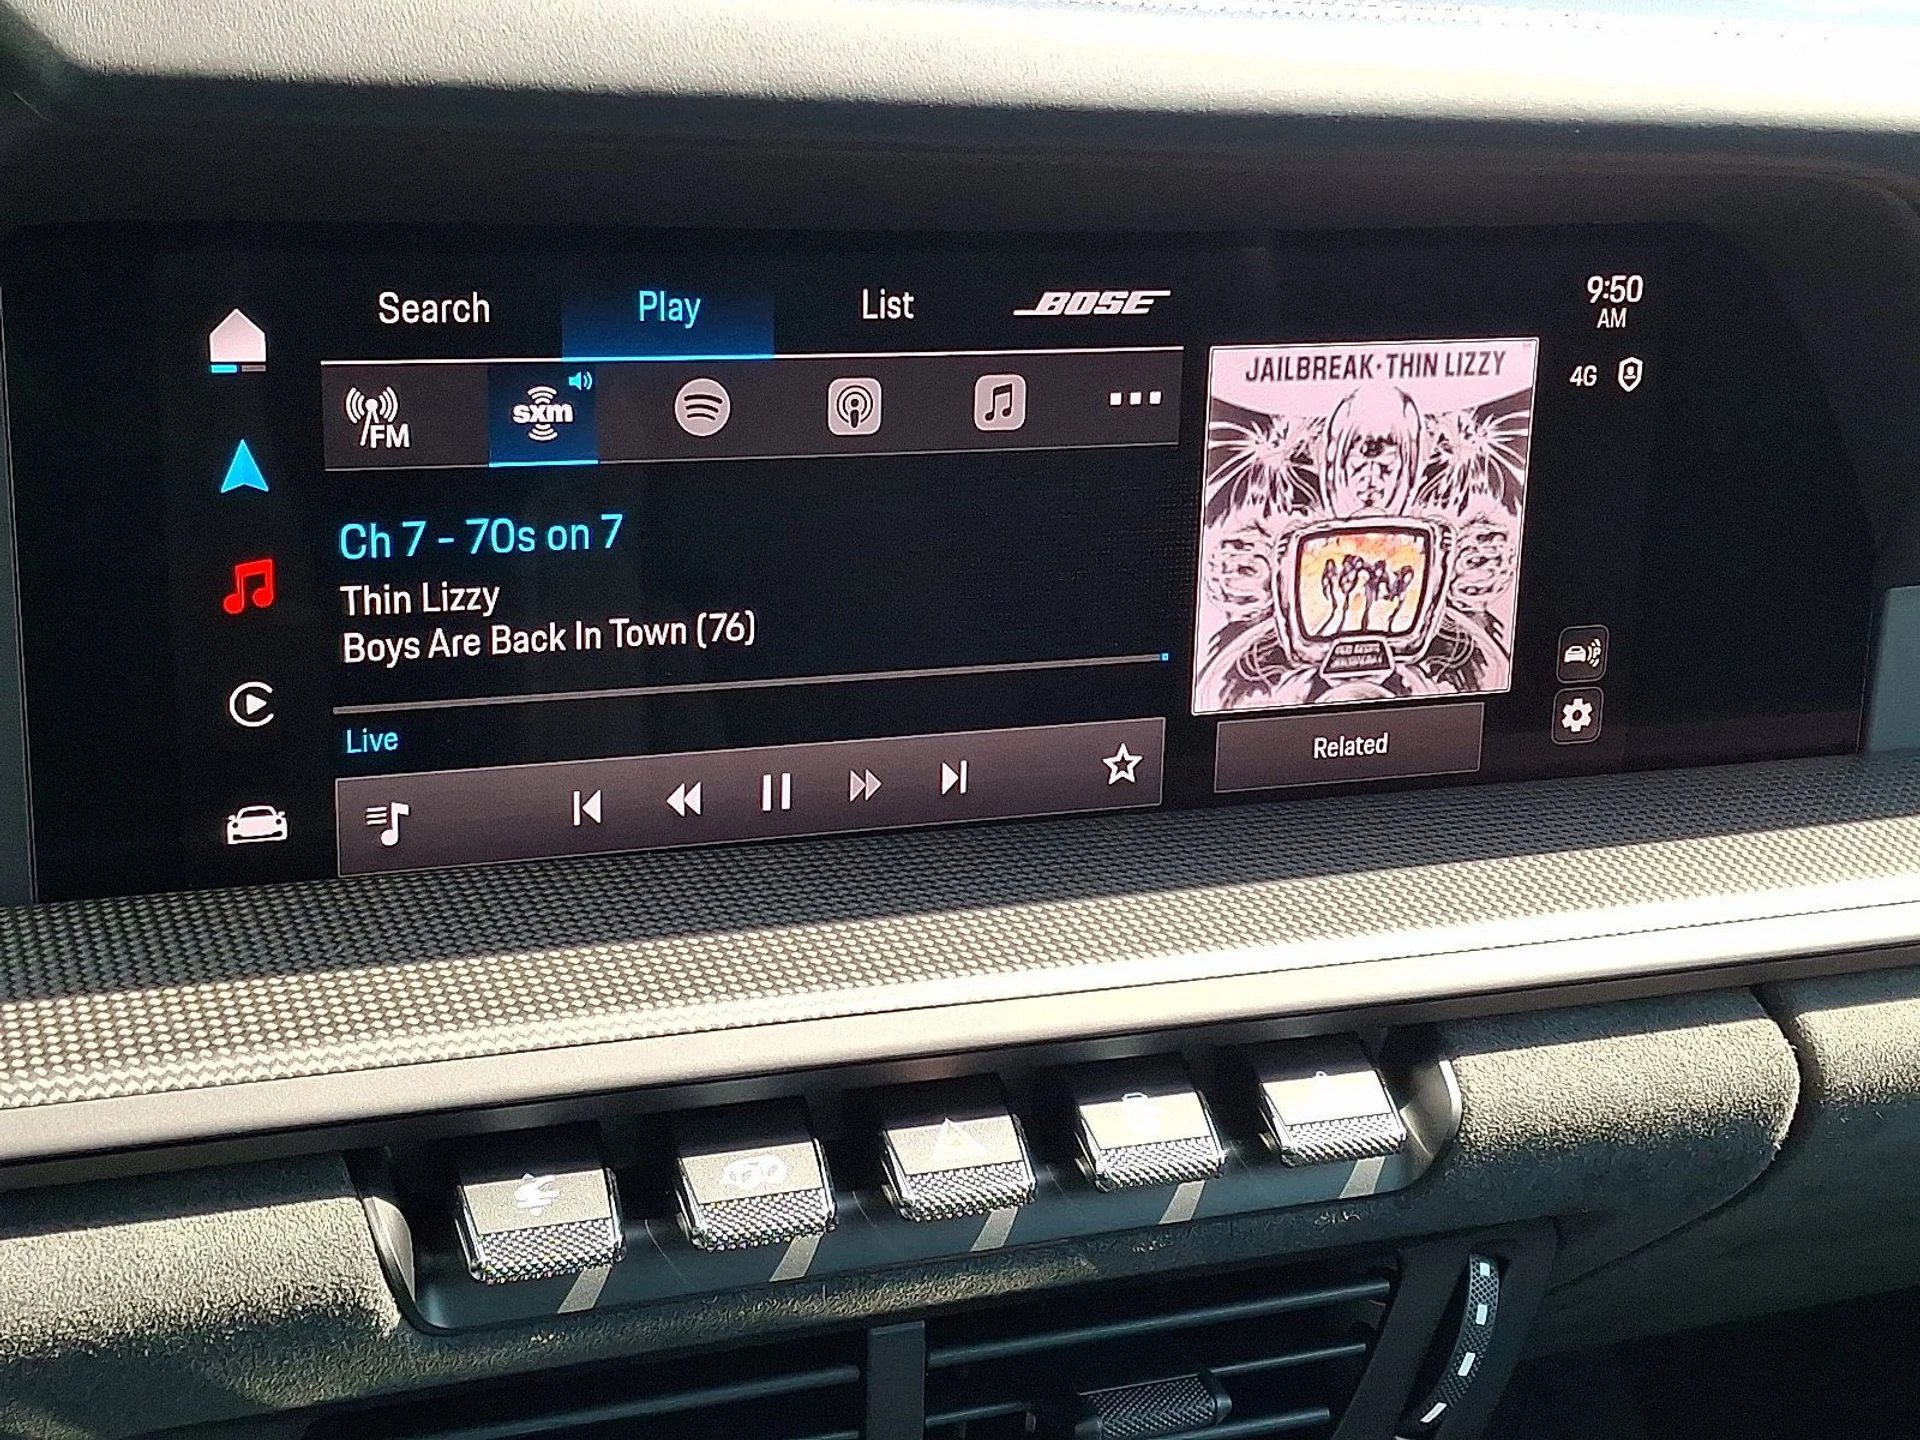 Search
Play
List
BOSE
9:50
AM
FM
sxm
4G
JAILBREAK·THIN LIZZY
Ch 7 - 70s on 7
Thin Lizzy
Boys Are Back In Town (76)
Live
Related